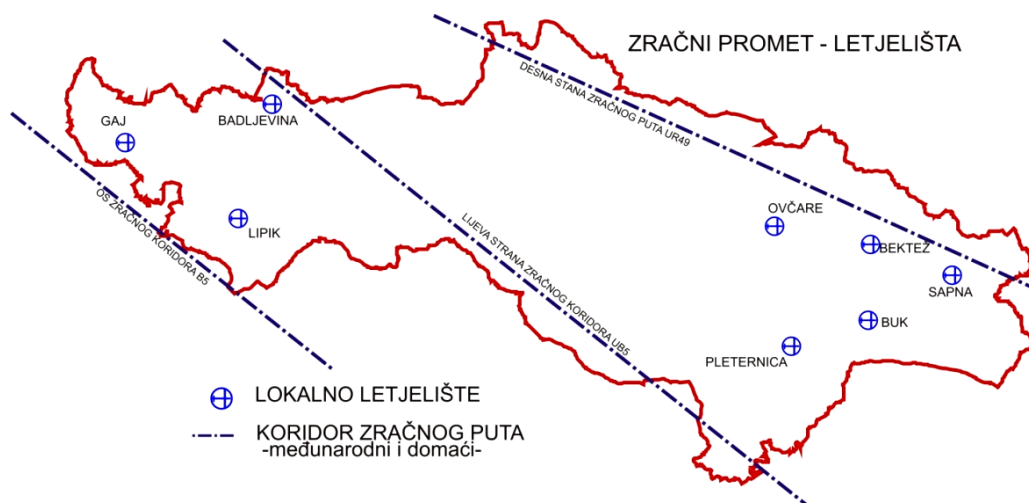 ZRAČNI PROMET - LETJELIŠTA
DESNA STANA ZRAČNOG PUTA UR49
GAJ
BADLJEVINA
LIPIK
OS ZRAČNOG KORIDORA B5
LIJEVA STRANA ZRAČNOG KORIDORA UB5
OVČARE
BEKTEŽ
SAPNA
BUK
PLETERNICA
LOKALNO LETJELIŠTE
KORIDOR ZRAČNOG PUTA
-međunarodni i domaći-